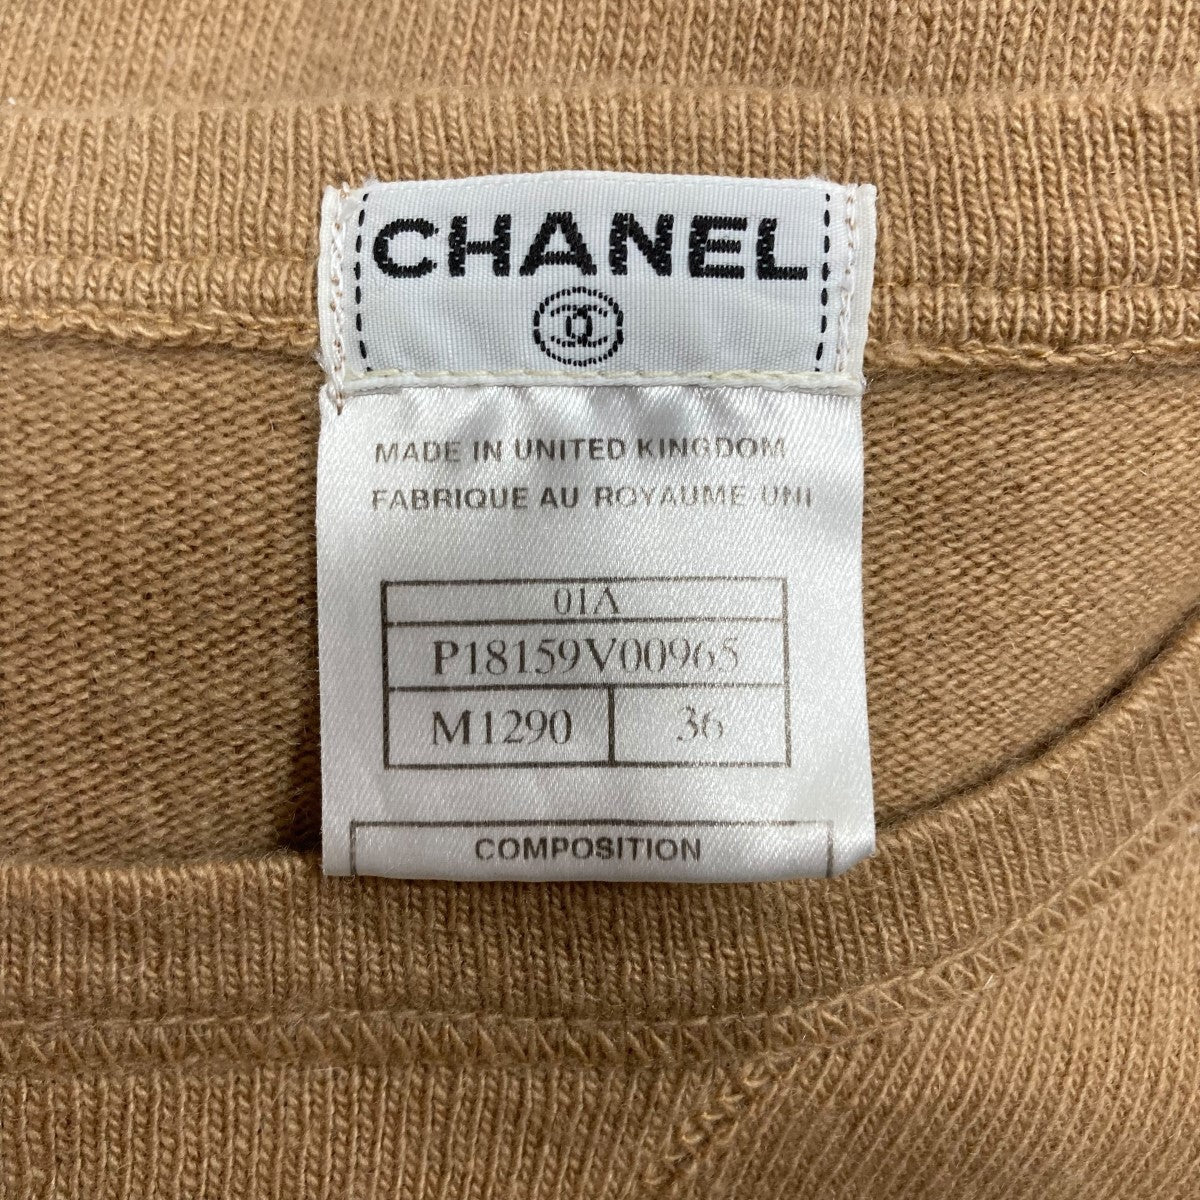 CHANEL
MADE IN UNITED KINGDOM
FABRIQUE AU ROYAUME-UNI
01A
P18159V00965
M1290 36
COMPOSITION